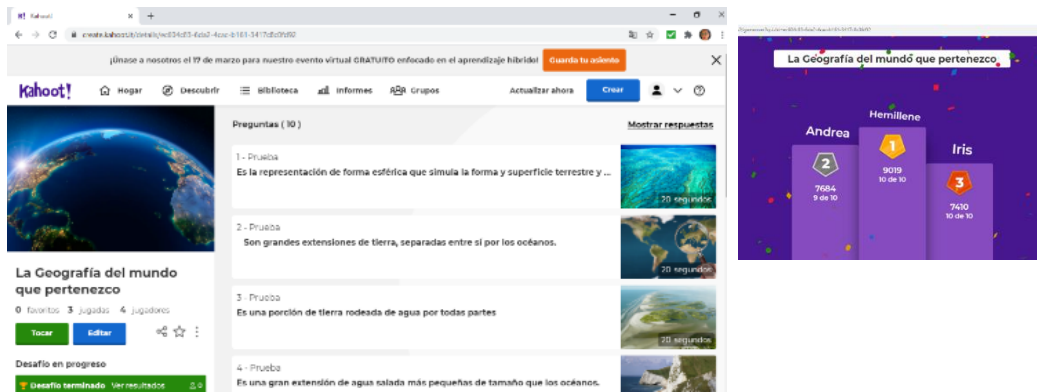 Kahoot!
¡Únase a nosotros el 17 de marzo para nuestro evento virtual GRATUITO enfocado en el aprendizaje híbrido!
Guarda tu asiento
Kahoot!
Hogar
Descubrir
Biblioteca
Informes
Grupos
Actualizar ahora
Crear
La Geografía del mundo
que pertenezco
0 favoritos 3 jugadas 4 jugadores
Tocar
Editar
Desafío en progreso
Desafío terminado Ver resultados 0
Preguntas ( 10 )
Mostrar respuestas
1 - Prueba
Es la representación de forma esférica que simula la forma y superficie terrestre y ...
20 segundos
2 - Prueba
Son grandes extensiones de tierra, separadas entre si por los océanos.
20 segundos
3 - Prueba
Es una porción de tierra rodeada de agua por todas partes
20 segundos
4 - Prueba
Es una gran extensión de agua salada más pequeñas de tamaño que los océanos.
La Geografía del mundo que pertenezco
Andrea
2
7684
9 de 10
Hemillene
1
9019
10 de 10
Iris
3
7410
10 de 10